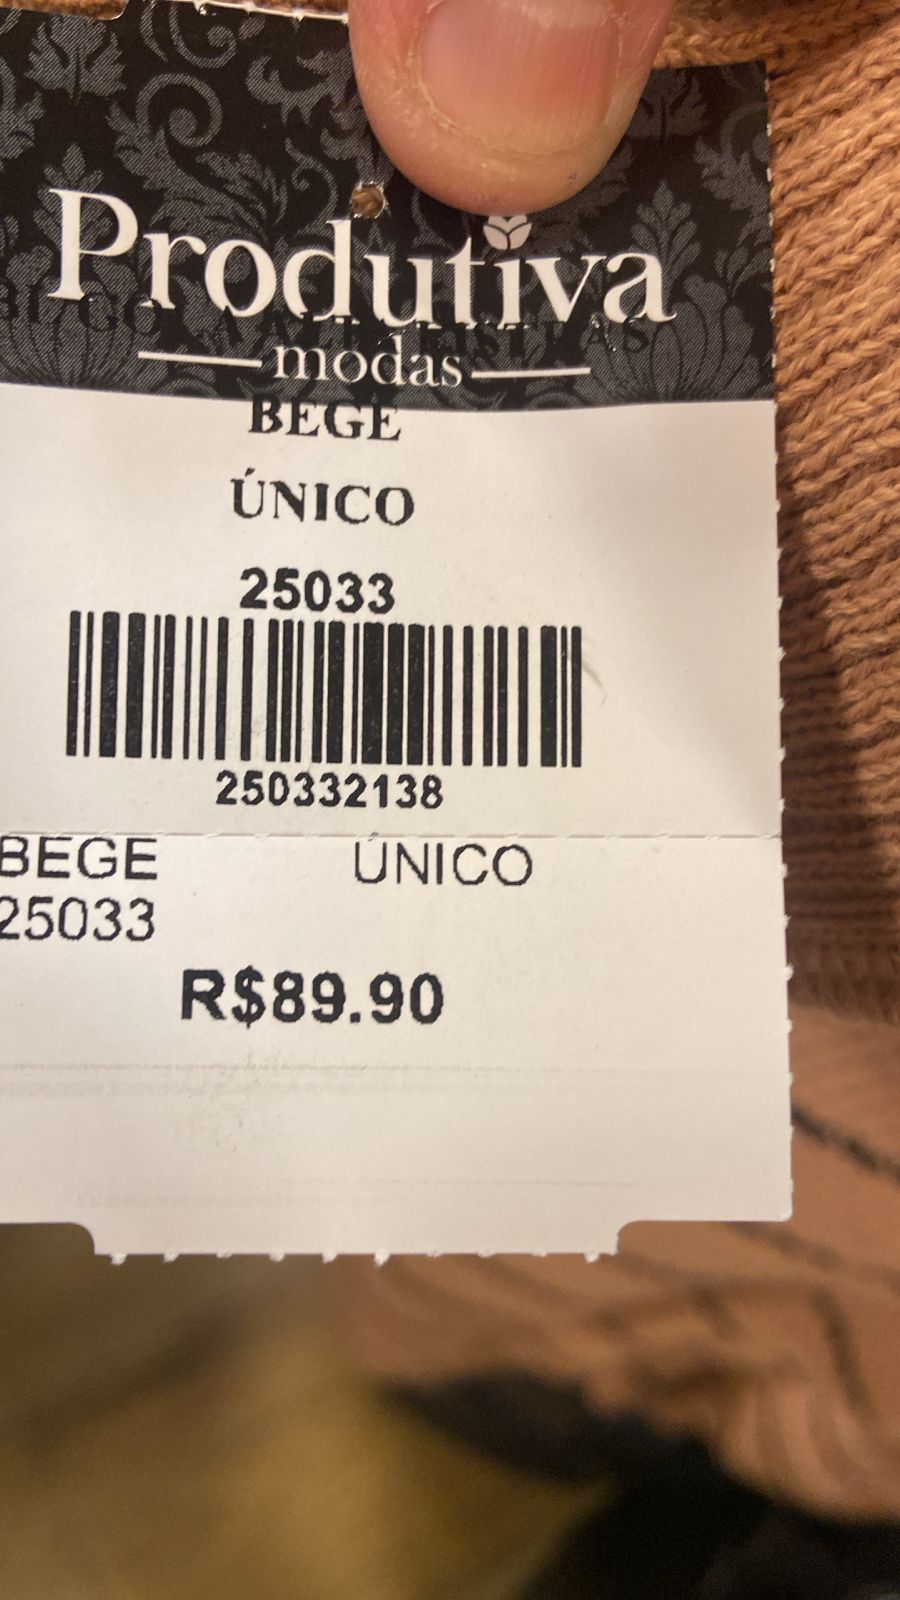 Produtiva
modas
BEGE
ÚNICO
25033
250332138
BEGE ÚNICO
25033
R$89.90